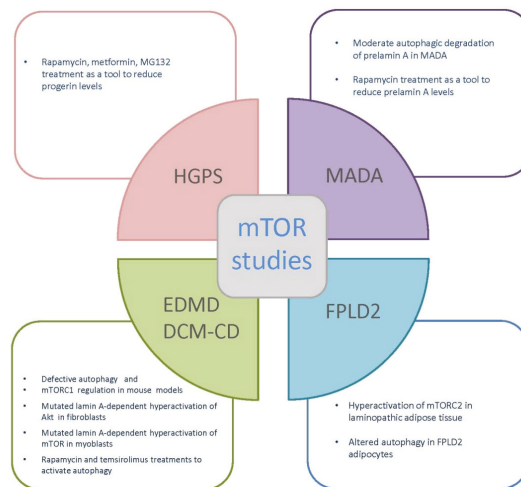 Rapamycin, metformin, MG132
treatment as a tool to reduce
progerin levels
Moderate autophagic degradation
of prelamin A in MADA
Rapamycin treatment as a tool to
reduce prelamin A levels
HGPS
MADA
mTOR
studies
EDMD
DCM-CD
FPLD2
Defective autophagy and
mTORC1 regulation in mouse models
Mutated lamin A-dependent hyperactivation of
Akt in fibroblasts
Mutated lamin A-dependent hyperactivation of
mTOR in myoblasts
Rapamycin and temsirolimus treatments to
activate autophagy
Hyperactivation of mTORC2 in
laminopathic adipose tissue
Altered autophagy in FPLD2
adipocytes